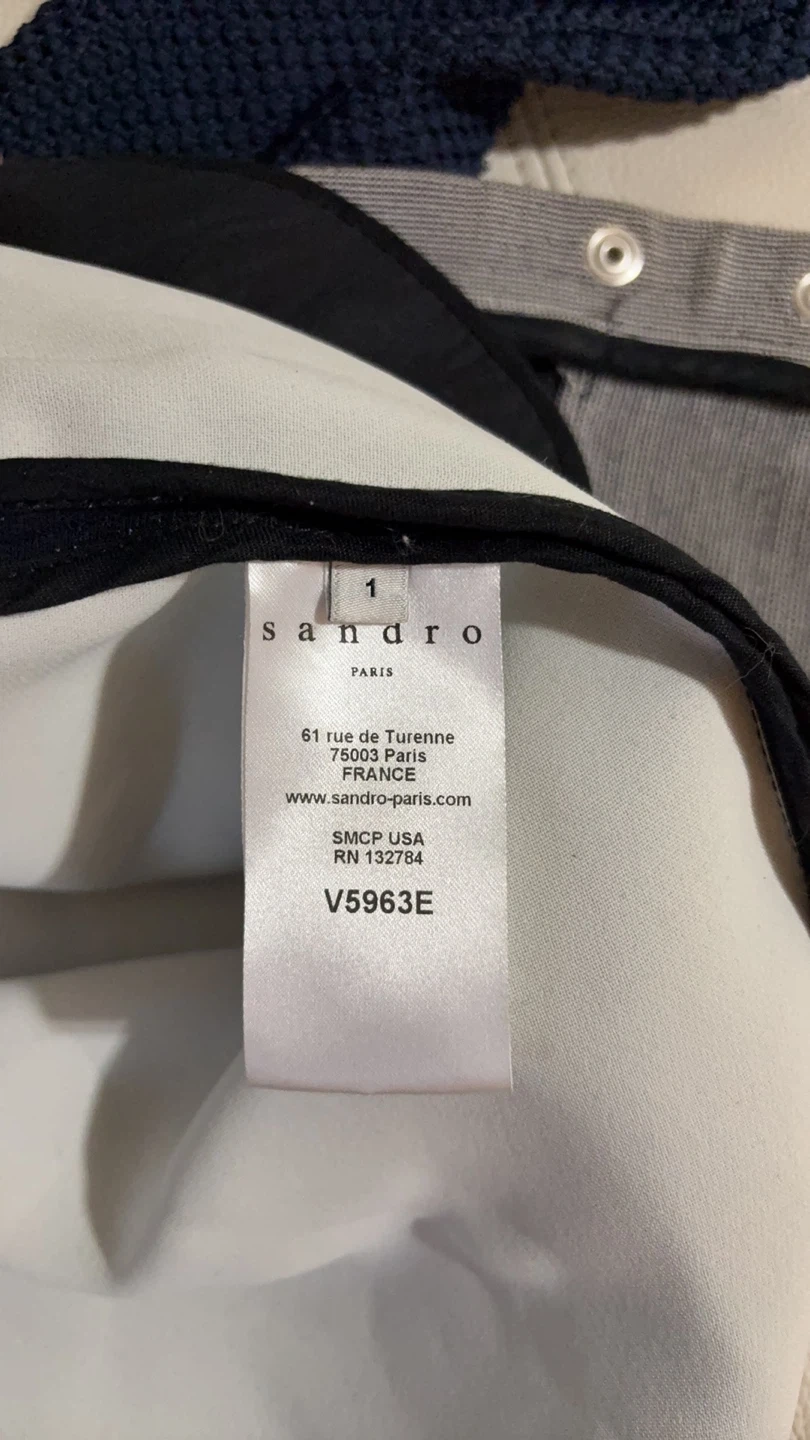 1
sandro
PARIS
61 rue de Turenne
75003 Paris
FRANCE
www.sandro-paris.com
SMCP USA
RN 132784
V5963E